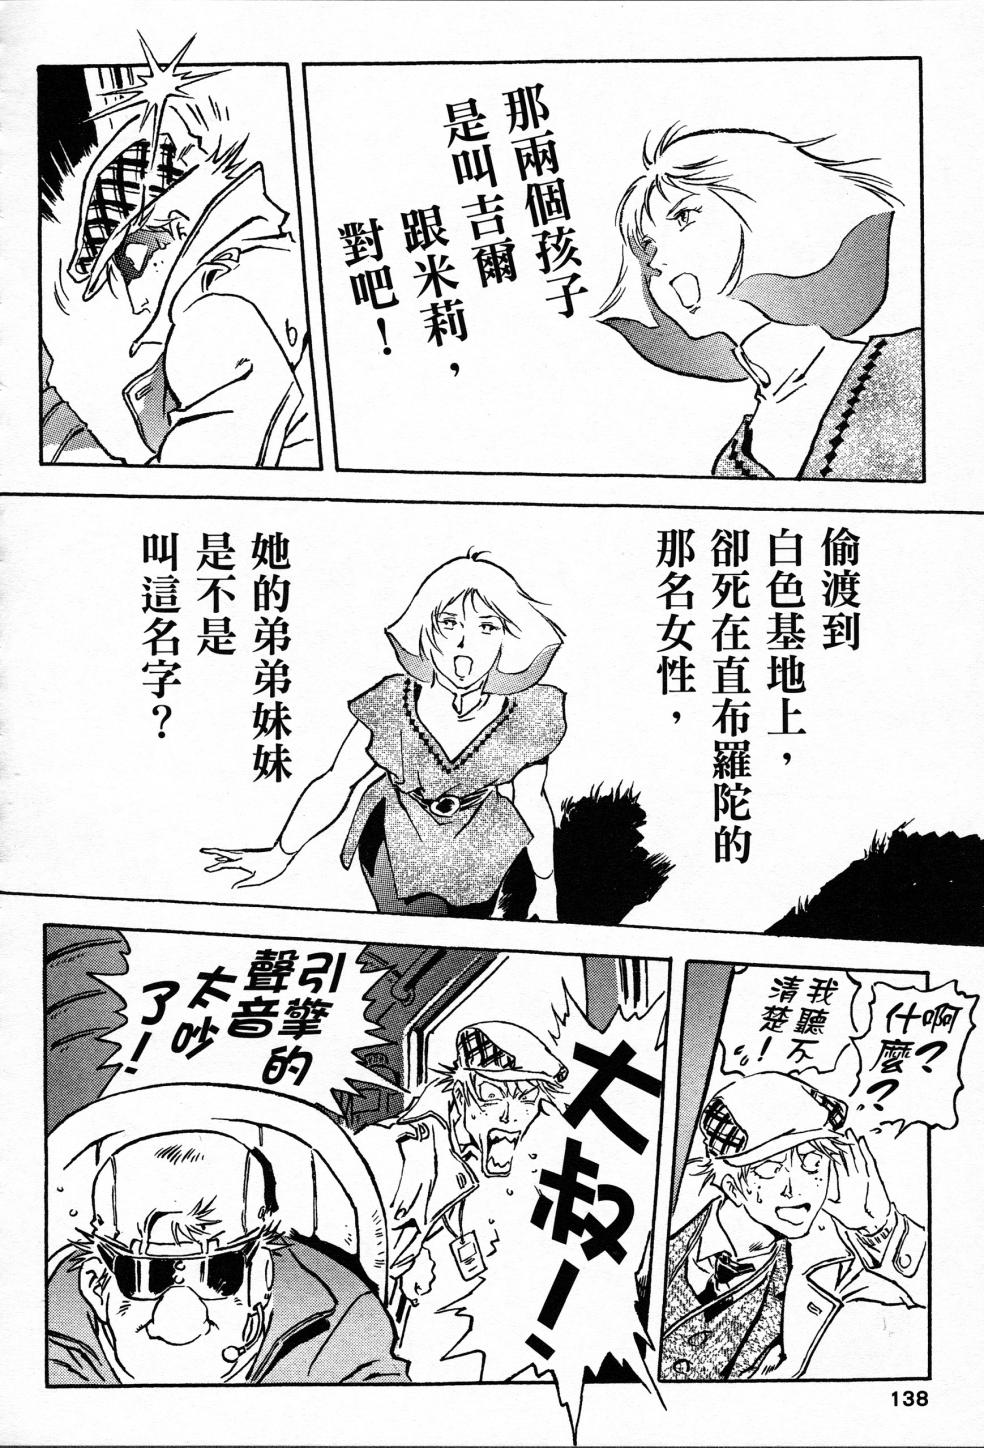 那兩個孩子
是叫吉爾
跟米莉，
對吧！
偷渡到
白色基地上，
卻死在直布羅陀的
那名女性，
她的弟弟妹妹
是不是
叫這名字？
啊？
什麼？？
我聽不
清楚！
大叔！
引擎的
聲音
太吵
了！
138